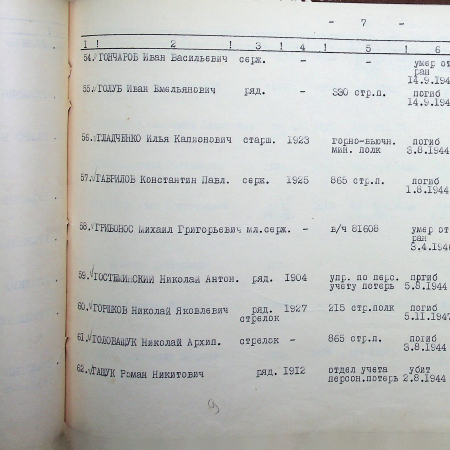 - 7 -
1 ! 2 ! 3 ! 4 ! 5 ! 6
54. ГОНЧАРОВ Иван Васильевич серж. - - умер от
ран
14.9.194
55. ГОЛУБ Иван Емельянович ряд. - 330 стр.п. погиб
14.9.194
56. ГЛАДЧЕНКО Илья Капионович старш. 1923 горно-вьючн. погиб
мин. полк 3.8.1944
57. ГАВРИЛОВ Константин Павл. серж. 1925 865 стр.п. погиб
1.8.1944
58. ГРИБОНОС Михаил Григорьевич мл.серж. - в/ч 81608 умер от
ран
3.4.194
59. Николай Антон. ряд. 1904 упр. по перс. погиб
учету потерь 5.8.1944
60. ГОРШКОВ Николай Яковлевич ряд. 1927 215 стр.полк погиб
стрелок 5.11.194
61. ГОЛОВАЩУК Николай Архип. стрелок - 865 стр.п. погиб
3.8.1944
62. ГАЦУК Роман Никитович ряд. 1912 отдел учета убит
персон.потерь 2.8.1944